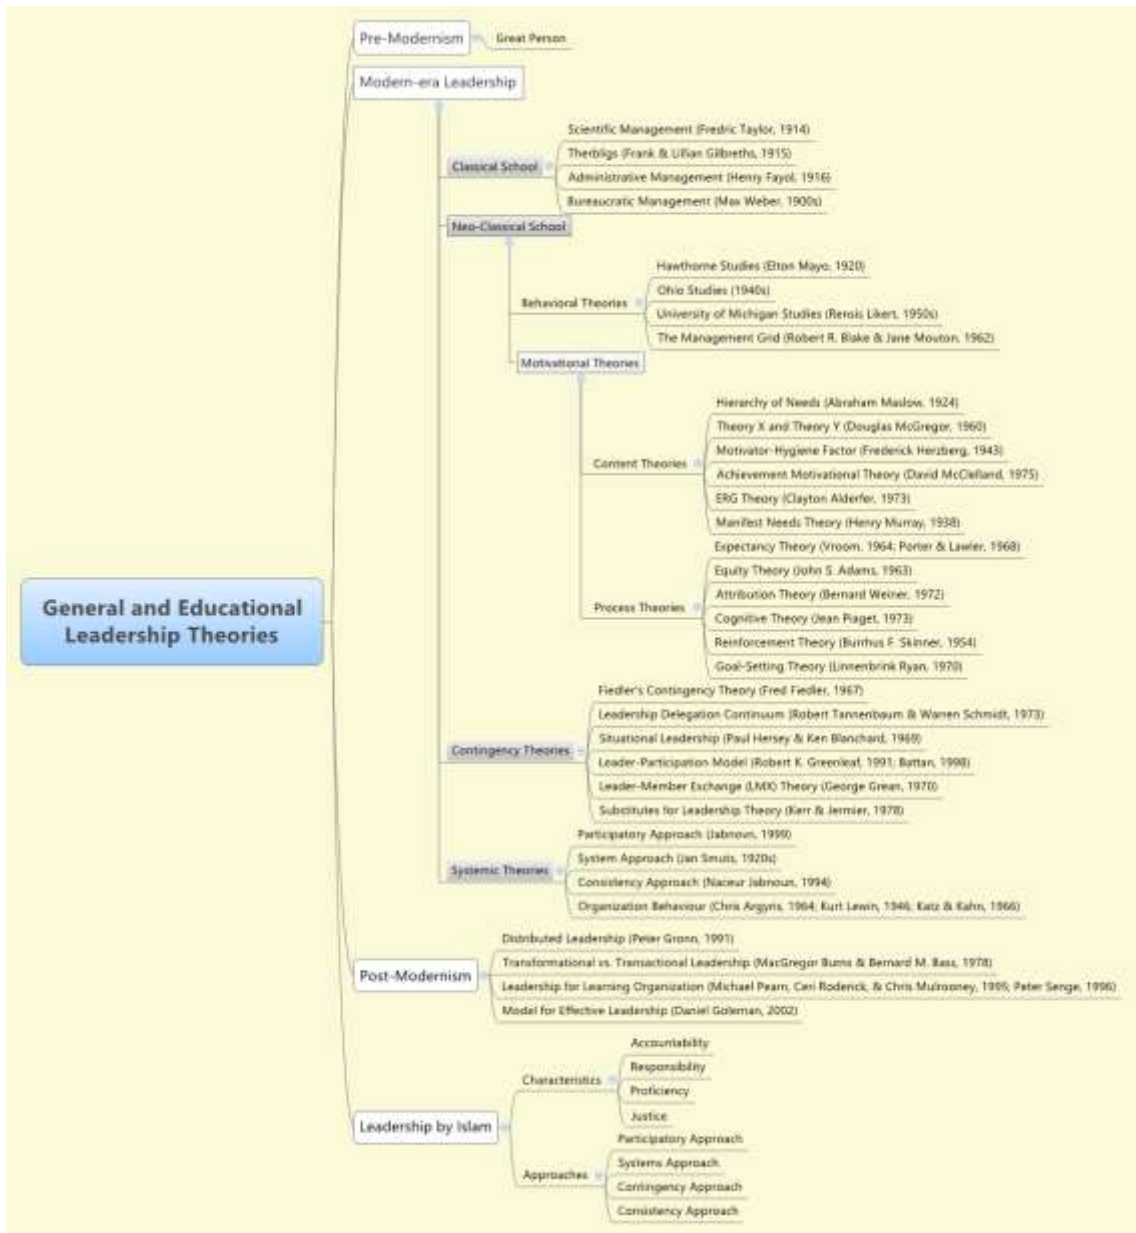 Pre-Modernism
Great Person
Modern-era Leadership
Scientific Management (Fredric Taylor, 1914)
Therbligs (Frank & Lillian Gilbreths, 1915)
Classical School
Administrative Management (Henry Fayol, 1916)
Bureaucratic Management (Max Weber, 1900s)
Neo-Classical School
Hawthorne Studies (Elton Mayo, 1920)
Ohio Studies (1940s)
Behavioral Theories
University of Michigan Studies (Rensis Likert, 1950s)
The Management Grid (Robert R. Blake & Jane Mouton, 1962)
Motivational Theories
Hierarchy of Needs (Abraham Maslow, 1924)
Theory X and Theory Y (Douglas McGregor, 1960)
Motivator-Hygiene Factor (Frederick Herzberg, 1943)
Content Theories
Achievement Motivational Theory (David McClelland, 1975)
ERG Theory (Clayton Alderfer, 1973)
Manifest Needs Theory (Henry Murray, 1938)
Expectancy Theory (Vroom, 1964; Porter & Lawler, 1968)
Equity Theory (John S. Adams, 1963)
Attribution Theory (Bernard Weiner, 1972)
Process Theories
Cognitive Theory (Jean Piaget, 1973)
Reinforcement Theory (Burrhus F. Skinner, 1954)
Goal-Setting Theory (Linnenbrink Ryan, 1970)
General and Educational
Leadership Theories
Fiedler's Contingency Theory (Fred Fiedler, 1967)
Leadership Delegation Continuum (Robert Tannenbaum & Warren Schmidt, 1973)
Situational Leadership (Paul Hersey & Ken Blanchard, 1969)
Contingency Theories
Leader-Participation Model (Robert K. Greenleaf, 1991; Battan, 1998)
Leader-Member Exchange (LMX) Theory (George Grean, 1970)
Substitutes for Leadership Theory (Kerr & Jermier, 1978)
Participatory Approach (Jabnovn, 1999)
System Approach (Jan Smuts, 1920s)
Systemic Theories
Consistency Approach (Naceur Jabnoun, 1994)
Organization Behaviour (Chris Argyris, 1964; Kurt Lewin, 1946; Katz & Kahn, 1966)
Distributed Leadership (Peter Gronn, 1991)
Transformational vs. Transactional Leadership (MacGregor Burns & Bernard M. Bass, 1978)
Post-Modernism
Leadership for Learning Organization (Michael Pearn, Ceri Roderick, & Chris Mulrooney, 1995; Peter Senge, 1996)
Model for Effective Leadership (Daniel Goleman, 2002)
Leadership by Islam
Characteristics
Accountability
Responsibility
Proficiency
Justice
Approaches
Participatory Approach
Systems Approach
Contingency Approach
Consistency Approach